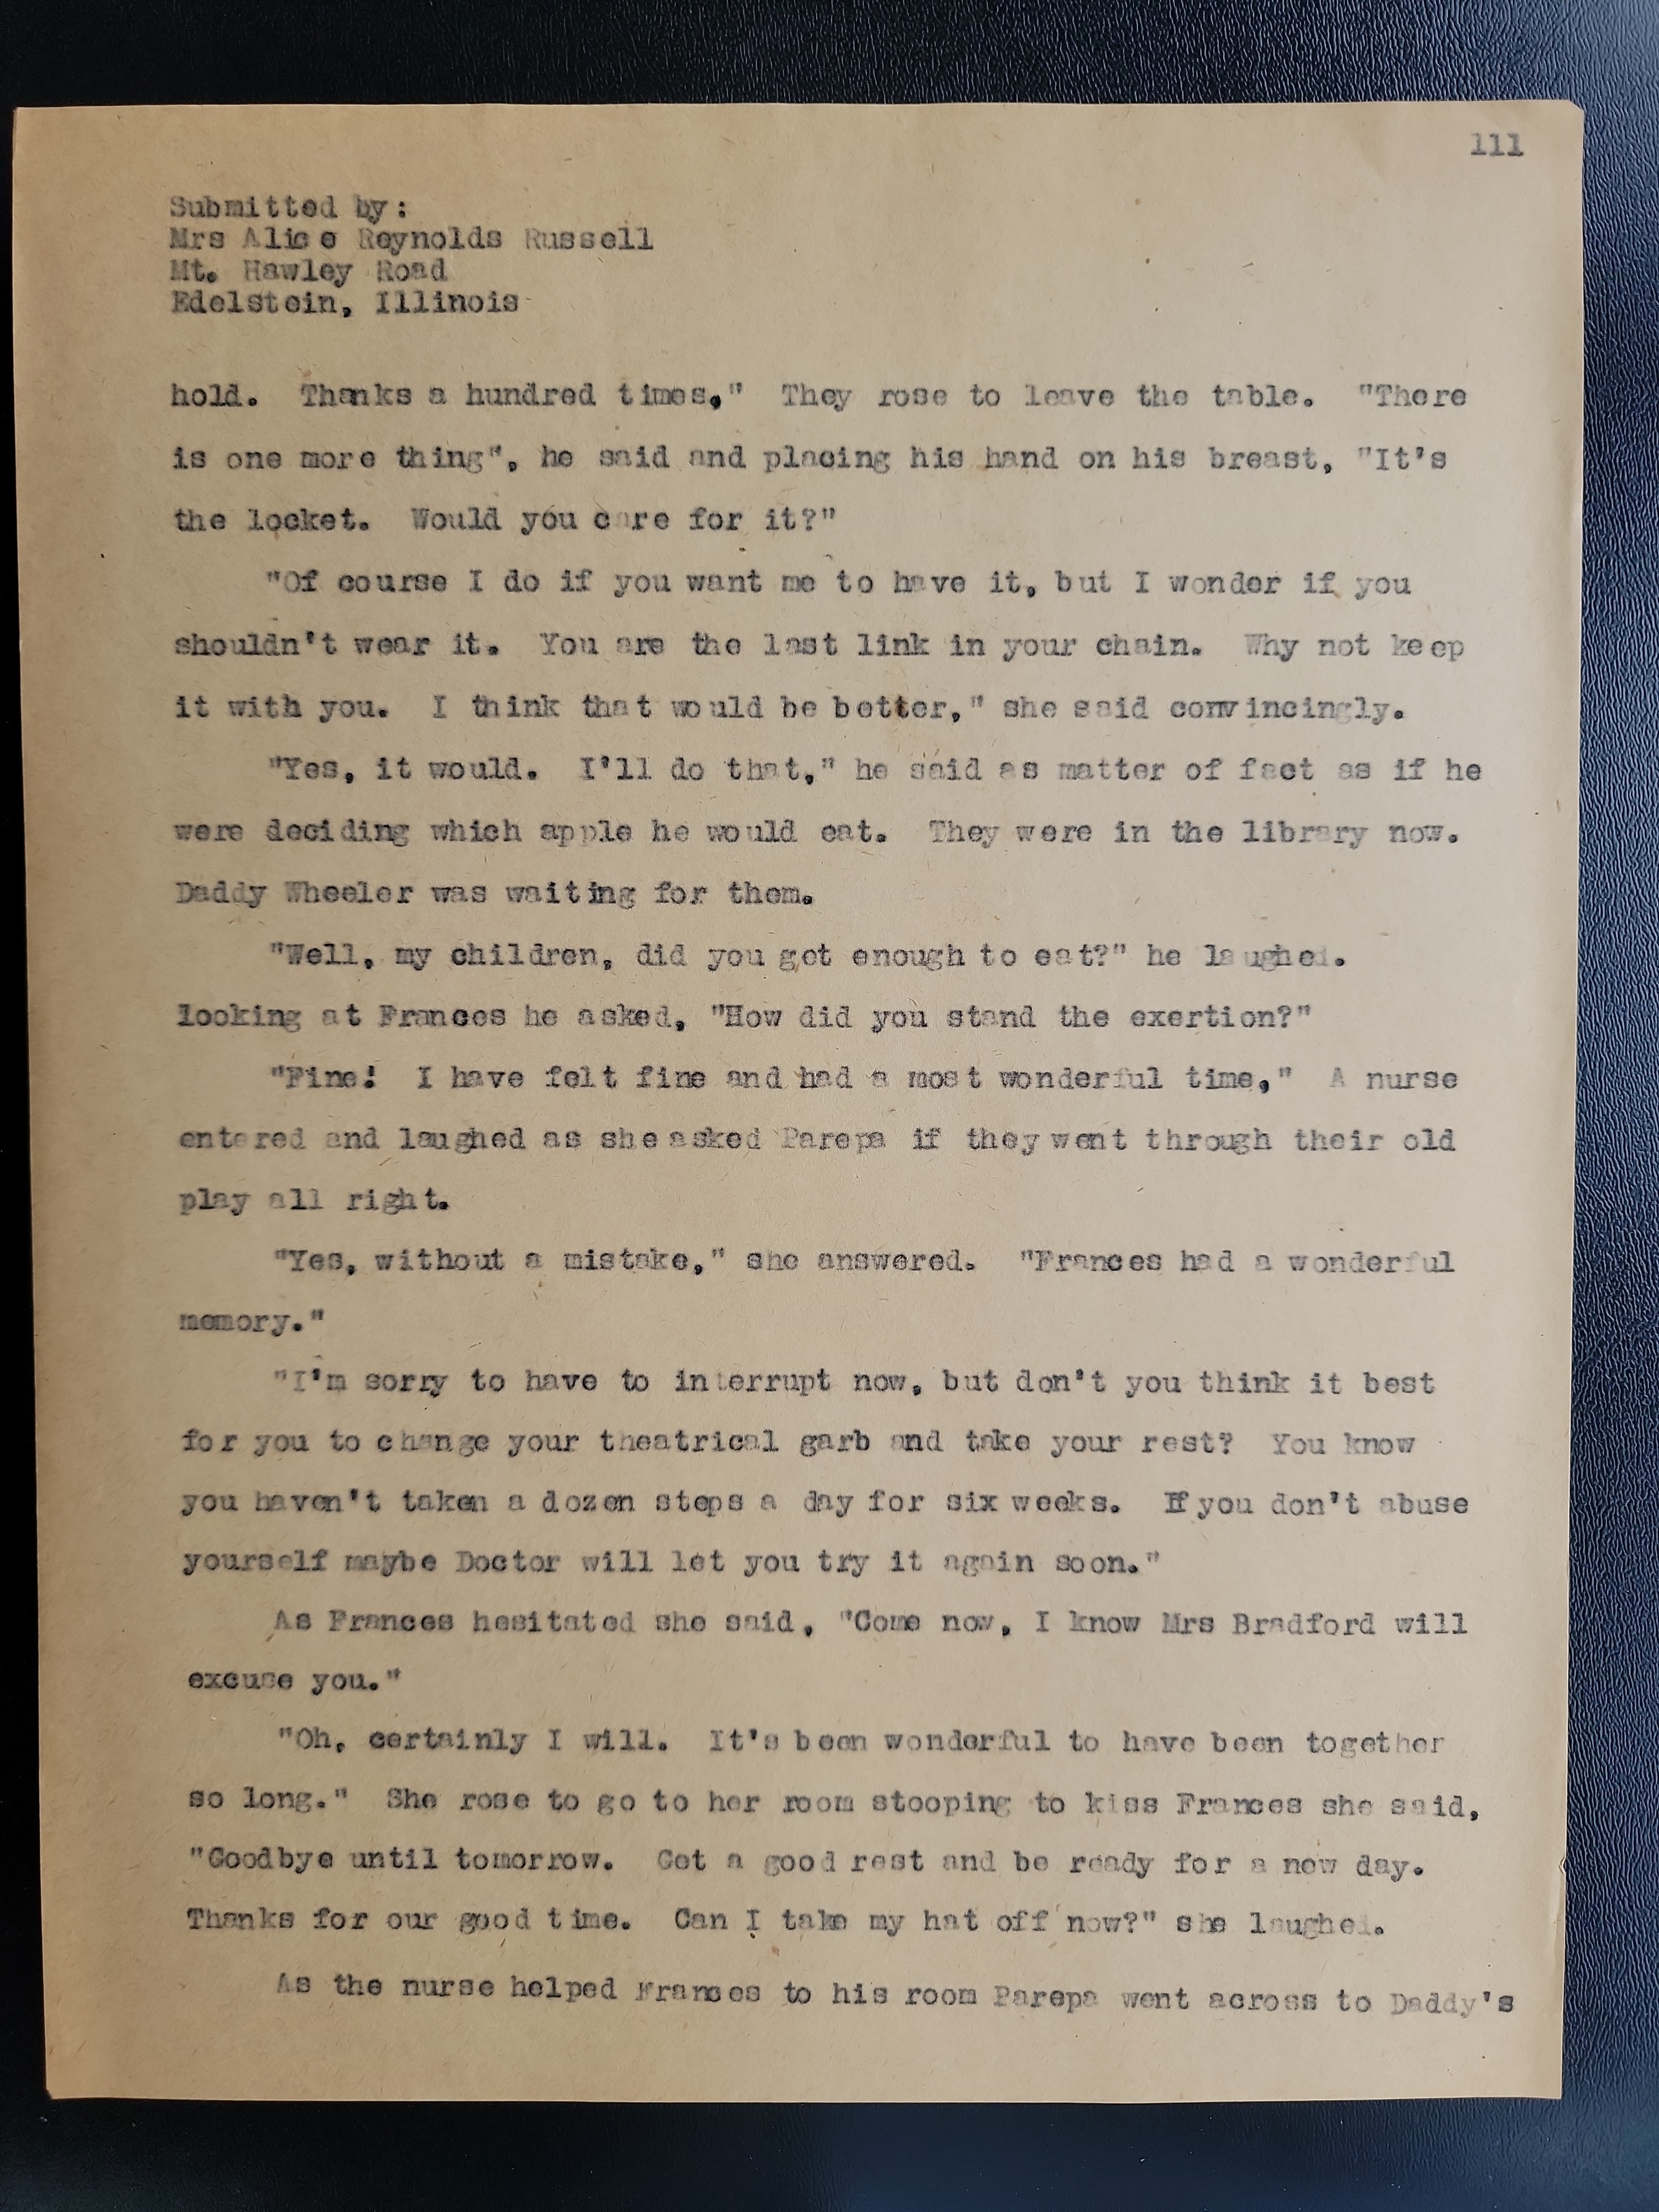 111
Submitted by:
Mrs Alice Reynolds Russell
Mt. Hawley Road
Edelstein, Illinois
hold.  Thanks a hundred times,"  They rose to leave the table.  "There
is one more thing", he said and placing his hand on his breast, "It's
the locket.  Would you care for it?"
"Of course I do if you want me to have it, but I wonder if you
shouldn't wear it.  You are the last link in your chain.  Why not keep
it with you.  I think that would be better," she said convincingly.
"Yes, it would.  I'll do that," he said as matter of fact as if he
were deciding which apple he would eat.  They were in the library now.
Daddy Wheeler was waiting for them.
"Well, my children, did you get enough to eat?" he laughed.
looking at Frances he asked, "How did you stand the exertion?"
"Fine!  I have felt fine and had a most wonderful time,"  A nurse
entered and laughed as she asked Parepa if they went through their old
play all right.
"Yes, without a mistake," she answered.  "Frances had a wonderful
memory."
"I'm sorry to have to interrupt now, but don't you think it best
for you to change your theatrical garb and take your rest?  You know
you haven't taken a dozen steps a day for six weeks.  If you don't abuse
yourself maybe Doctor will let you try it again soon."
As Frances hesitated she said, "Come now, I know Mrs Bradford will
excuse you."
"Oh, certainly I will.  It's been wonderful to have been together
so long."  She rose to go to her room stooping to kiss Frances she said,
"Goodbye until tomorrow.  Get a good rest and be ready for a new day.
Thanks for our good time.  Can I take my hat off now?" she laughed.
As the nurse helped Frances to his room Parepa went across to Daddy's